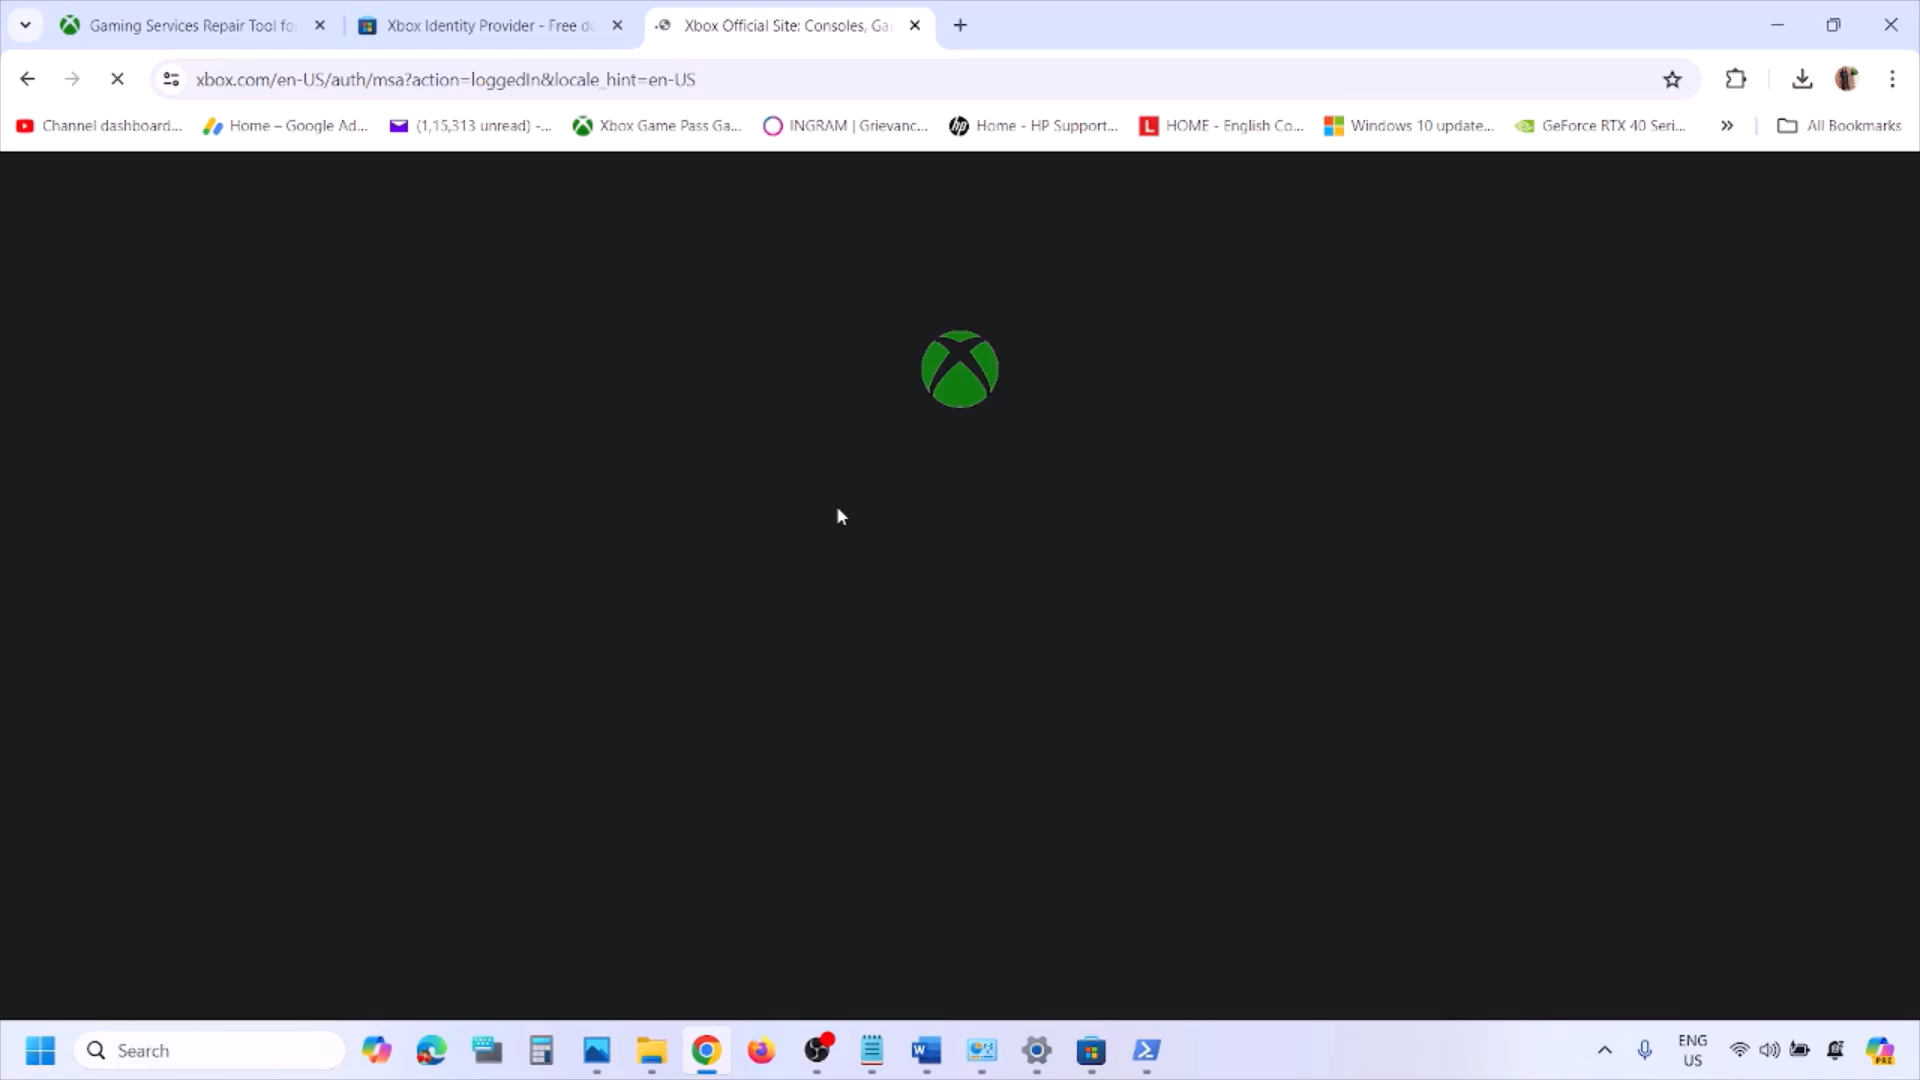 Gaming Services Repair Tool fo
Xbox Identity Provider - Free do
Xbox Official Site: Consoles, Ga
xbox.com/en-US/auth/msa?action=loggedIn&locale_hint=en-US
Channel dashboard...
Home – Google Ad...
(1,15,313 unread) -...
Xbox Game Pass Ga...
INGRAM | Grievanc...
Home - HP Support...
HOME - English Co...
Windows 10 update...
GeForce RTX 40 Seri...
All Bookmarks
Search
ENG
US
PRE